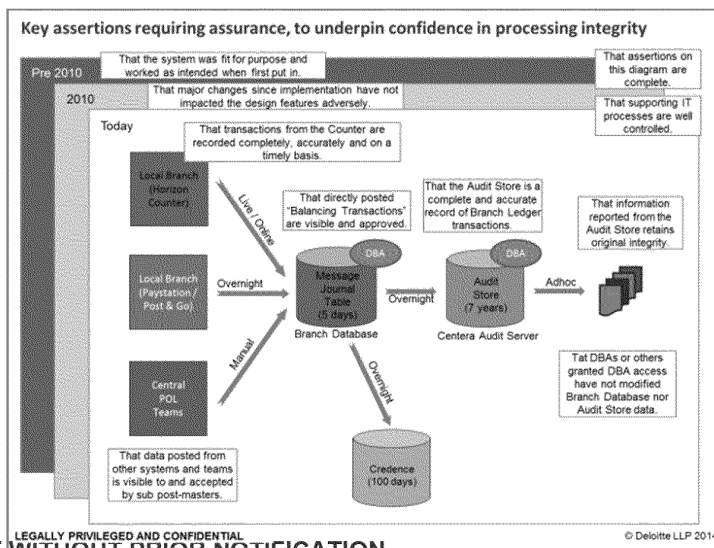 Key assertions requiring assurance, to underpin confidence in processing integrity
Pre 2010
That the system was fit for purpose and
worked as intended when first put in.
That assertions on
this diagram are
complete.
2010
That major changes since implementation have not
impacted the design features adversely.
That supporting IT
processes are well
controlled.
Today
That transactions from the Counter are
recorded completely, accurately and on a
timely basis.
Local Branch
(Horizon
Counter)
Live / Online
That directly posted
"Balancing Transactions"
are visible and approved.
That the Audit Store is a
complete and accurate
record of Branch Ledger
transactions.
That information
reported from the
Audit Store retains
original integrity.
DBA
DBA
Local Branch
(Paystation /
Post & Go)
Overnight
Message
Journal
Table
(5 days)
Branch Database
Overnight
Audit
Store
(7 years)
Centera Audit Server
Adhoc
Manual
Central
POL
Teams
Overnight
Tat DBAs or others
granted DBA access
have not modified
Branch Database nor
Audit Store data.
That data posted from
other systems and teams
is visible to and accepted
by sub post-masters.
Credence
(100 days)
LEGALLY PRIVILEGED AND CONFIDENTIAL
© Deloitte LLP 2014
WITHOUT PRIOR NOTIFICATION